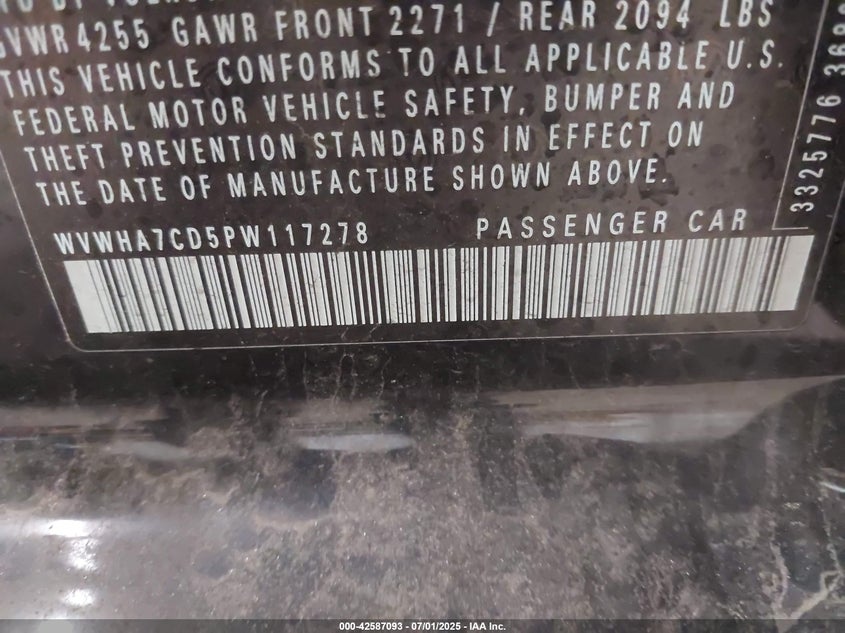 GVWR 4255 GAWR FRONT 2271 / REAR 2094 LBS
THIS VEHICLE CONFORMS TO ALL APPLICABLE U.S.
FEDERAL MOTOR VEHICLE SAFETY, BUMPER AND
THEFT PREVENTION STANDARDS IN EFFECT ON
THE DATE OF MANUFACTURE SHOWN ABOVE.
WVWHA7CD5PW117278 PASSENGER CAR
3325776
000-42587093 / 07/01/2025 - IAA Inc.